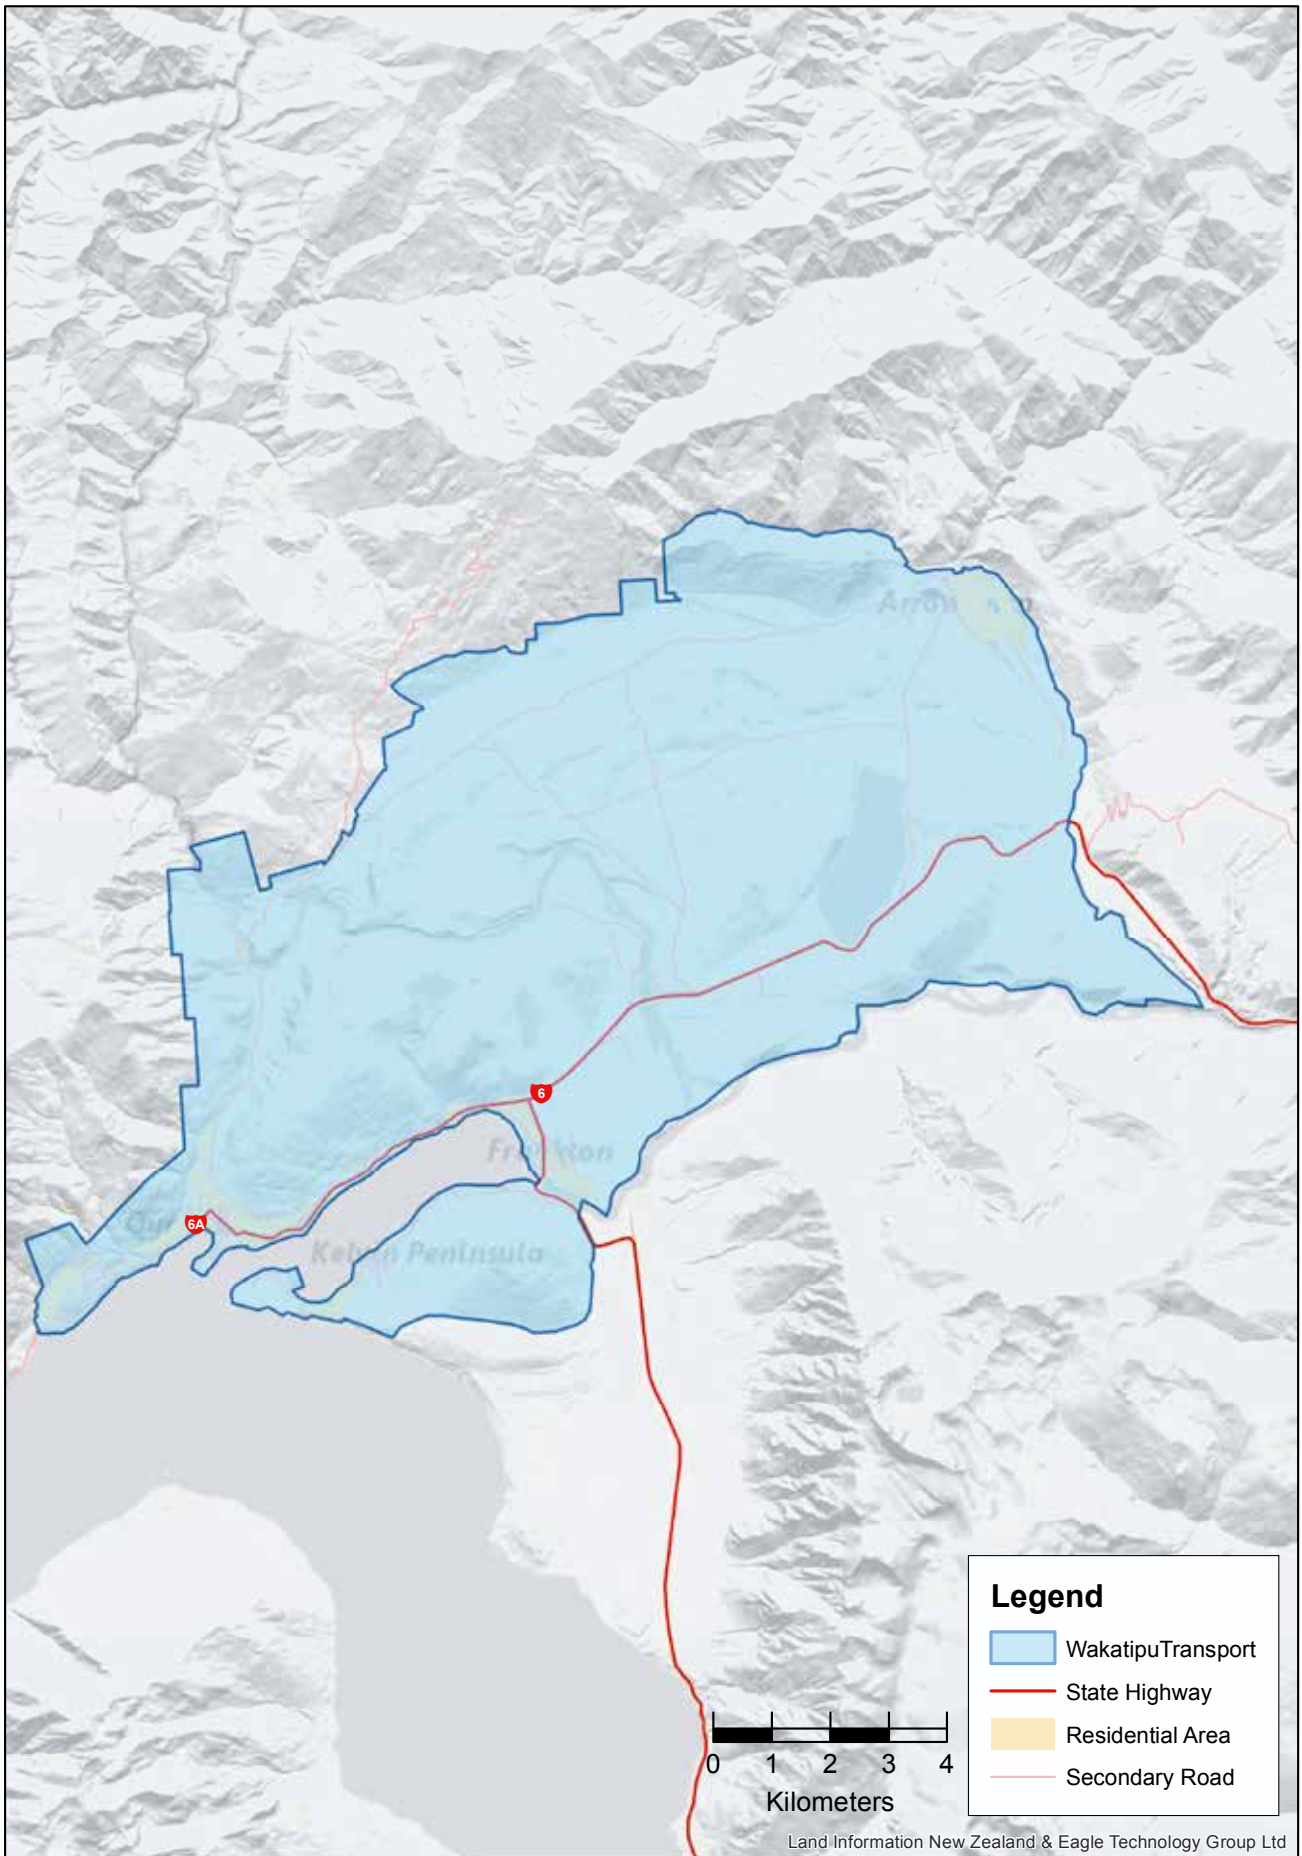 6
6A
Kelvin Peninsula
Legend
WakatipuTransport
State Highway
Residential Area
Secondary Road
0 1 2 3 4
Kilometers
Land Information New Zealand & Eagle Technology Group Ltd